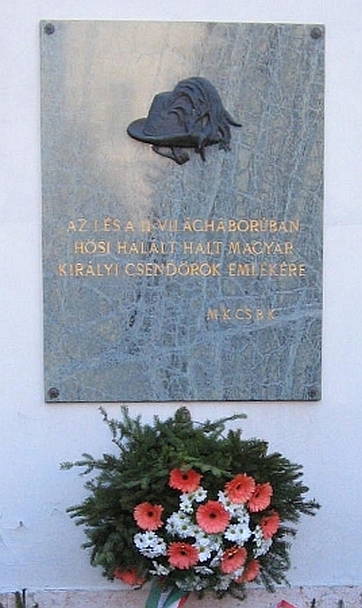 AZ I ÉS A II VILÁGHÁBORÚBAN
HŐSI HALÁLT HALT MAGYAR
KIRÁLYI CSENDŐRÖK EMLÉKÉRE
M K CS B K